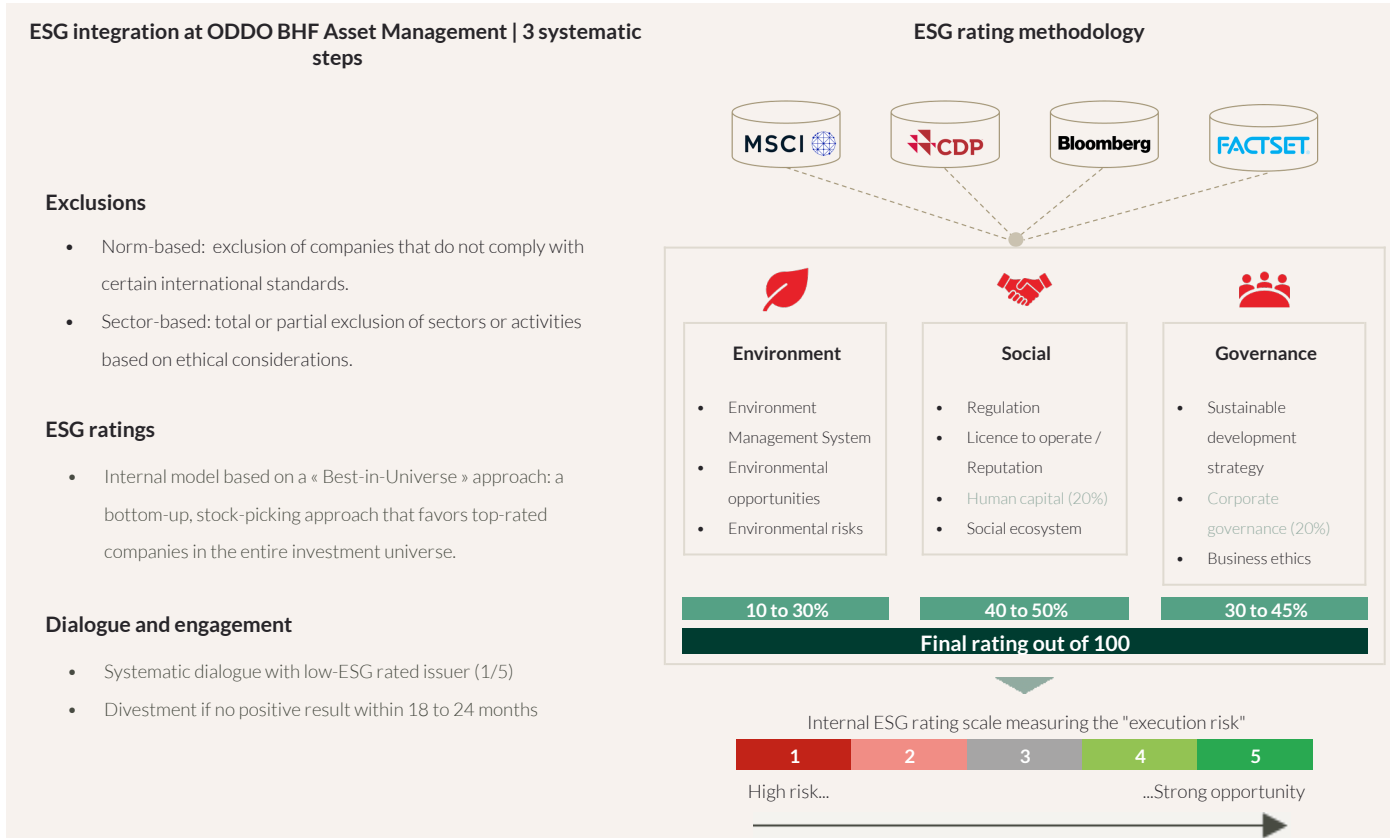 ESG integration at ODDO BHF Asset Management | 3 systematic
steps
Exclusions
• Norm-based: exclusion of companies that do not comply with
certain international standards.
• Sector-based: total or partial exclusion of sectors or activities
based on ethical considerations.
ESG ratings
• Internal model based on a « Best-in-Universe » approach: a
bottom-up, stock-picking approach that favors top-rated
companies in the entire investment universe.
Dialogue and engagement
• Systematic dialogue with low-ESG rated issuer (1/5)
• Divestment if no positive result within 18 to 24 months
ESG rating methodology
MSCI
CDP
Bloomberg
FACTSET
Environment
• Environment
Management System
• Environmental
opportunities
• Environmental risks
10 to 30%
Social
• Regulation
• Licence to operate /
Reputation
• Human capital (20%)
• Social ecosystem
40 to 50%
Governance
• Sustainable
development
strategy
• Corporate
governance (20%)
• Business ethics
30 to 45%
Final rating out of 100
Internal ESG rating scale measuring the "execution risk"
1 2 3 4 5
High risk... ...Strong opportunity